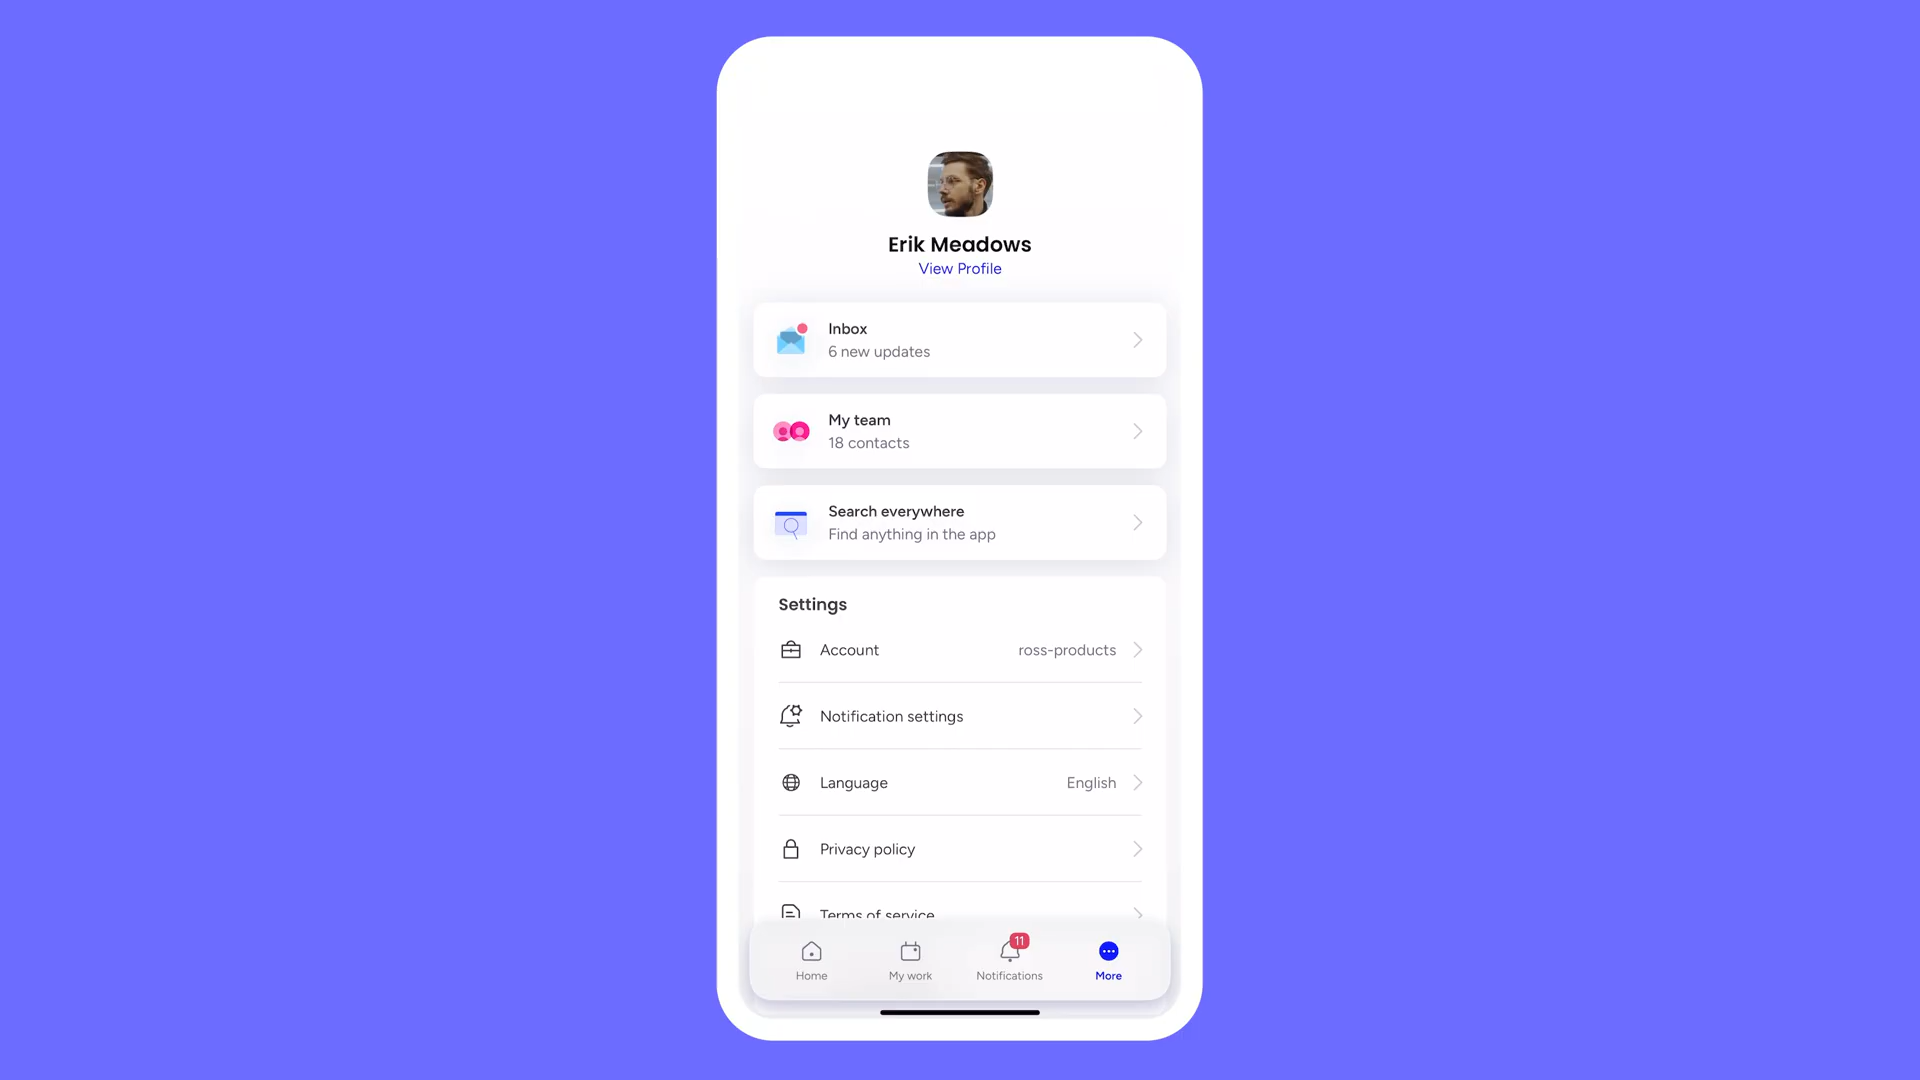 Erik Meadows
View Profile
Inbox
6 new updates
My team
18 contacts
Search everywhere
Find anything in the app
Settings
Account ross-products
Notification settings
Language English
Privacy policy
Terms of service
11
Home My work Notifications More